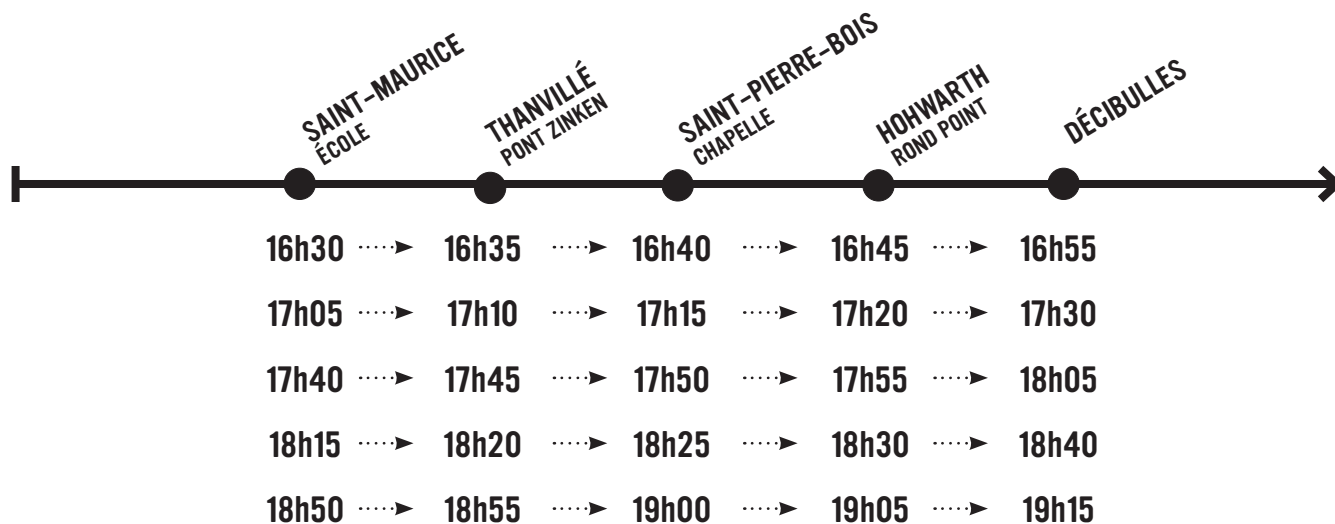 SAINT-MAURICE
ÉCOLE
THANVILLÉ
PONT ZINKEN
SAINT-PIERRE-BOIS
CHAPELLE
HOHWARTH
ROND POINT
DÉCIBULLES
16h30 16h35 16h40 16h45 16h55
17h05 17h10 17h15 17h20 17h30
17h40 17h45 17h50 17h55 18h05
18h15 18h20 18h25 18h30 18h40
18h50 18h55 19h00 19h05 19h15